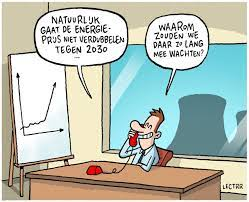 NATUURLIJK
GAAT DE ENERGIE-
PRIJS NIET VERDUBBELEN
TEGEN 2030
...
WAAROM
ZOUDEN WE
DAAR ZO LANG
MEE WACHTEN?
LECTRR